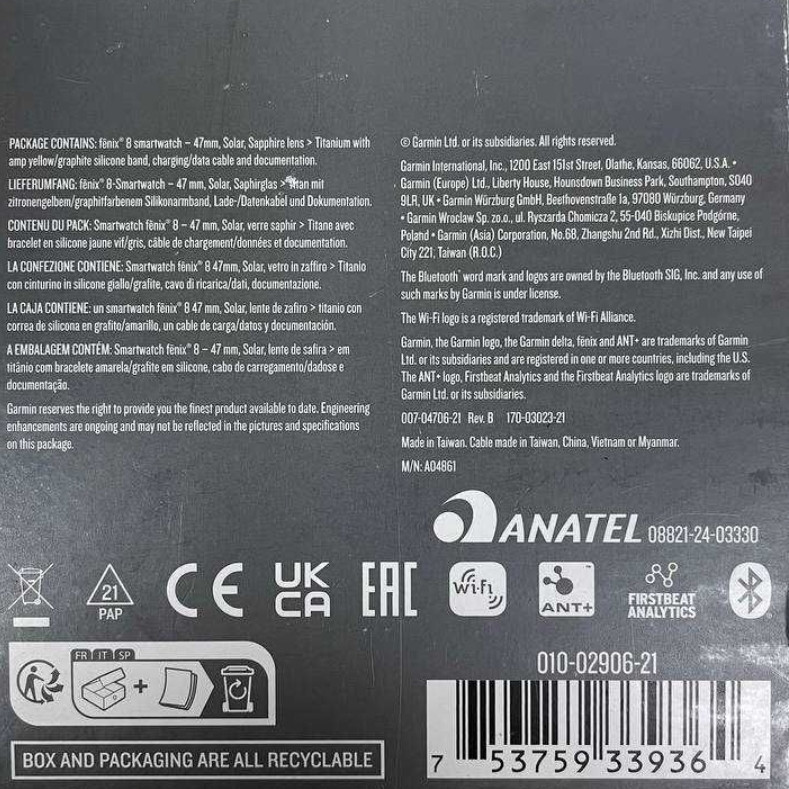 PACKAGE CONTAINS: fēnix® 8 smartwatch – 47mm, Solar, Sapphire lens > Titanium with
amp yellow/graphite silicone band, charging/data cable and documentation.
LIEFERUMFANG: fēnix® 8-Smartwatch – 47 mm, Solar, Saphirglas > Titan mit
zitronengelbem/graphitfarbenem Silikonarmband, Lade-/Datenkabel und Dokumentation.
CONTENU DU PACK: Smartwatch fēnix® 8 – 47 mm, Solar, verre saphir > Titane avec
bracelet en silicone jaune vif/gris, câble de chargement/données et documentation.
LA CONFEZIONE CONTIENE: Smartwatch fēnix® 8 47 mm, Solar, vetro in zaffiro > Titanio
con cinturino in silicone giallo/grafite, cavo di ricarica/dati, documentazione.
LA CAJA CONTIENE: un smartwatch fēnix® 8 47 mm, Solar, lente de zafiro > titanio con
correa de silicona en grafito/amarillo, un cable de carga/datos y documentación.
A EMBALAGEM CONTÉM: Smartwatch fēnix® 8 – 47 mm, Solar, lente de safira > em
titânio com bracelete amarela/grafite em silicone, cabo de carregamento/dados e
documentação.
Garmin reserves the right to provide you the finest product available to date. Engineering
enhancements are ongoing and may not be reflected in the pictures and specifications
on this package.
© Garmin Ltd. or its subsidiaries. All rights reserved.
Garmin International, Inc., 1200 East 151st Street, Olathe, Kansas, 66062, U.S.A. •
Garmin (Europe) Ltd., Liberty House, Hounsdown Business Park, Southampton, SO40
9LR, UK • Garmin Würzburg GmbH, Beethovenstraße 1a, 97080 Würzburg, Germany
• Garmin Wroclaw Sp. zo.o., ul. Ryszarda Chomicza 2, 55-040 Biskupice Podgórne,
Poland • Garmin (Asia) Corporation, No.68, Zhangshu 2nd Rd., Xizhi Dist., New Taipei
City 221, Taiwan (R.O.C.)
The Bluetooth® word mark and logos are owned by the Bluetooth SIG, Inc. and any use of
such marks by Garmin is under license.
The Wi-Fi logo is a registered trademark of Wi-Fi Alliance.
Garmin, the Garmin logo, the Garmin delta, fēnix and ANT+ are trademarks of Garmin
Ltd. or its subsidiaries and are registered in one or more countries, including the U.S.
The ANT+ logo, Firstbeat Analytics and the Firstbeat Analytics logo are trademarks of
Garmin Ltd. or its subsidiaries.
007-04706-21 Rev. B 170-03023-21
Made in Taiwan. Cable made in Taiwan, China, Vietnam or Myanmar.
M/N: A04861
ANATEL 08821-24-03330
21
PAP
CE
UK
CA
EAC
Wi-Fi
ANT+
FIRSTBEAT
ANALYTICS
FR IT SP
BOX AND PACKAGING ARE ALL RECYCLABLE
010-02906-21
7 53759 33936 4